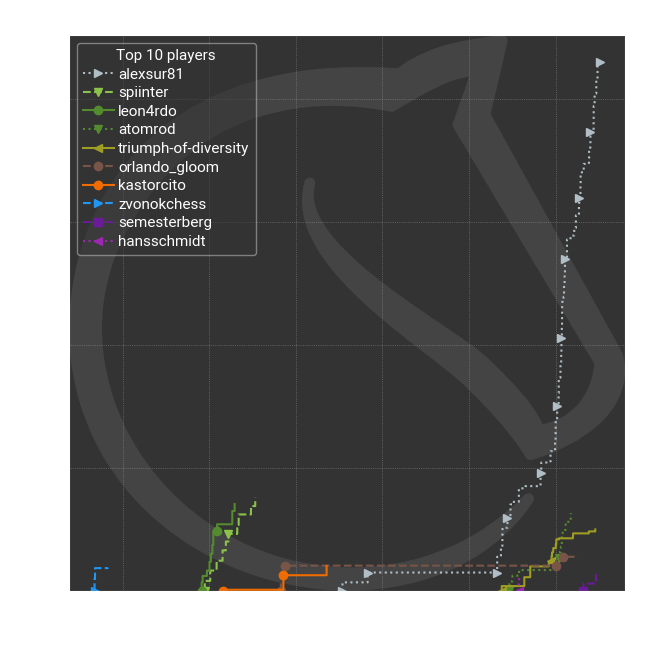 Top 10 players
alexsur81
spiinter
leon4rdo
atomrod
triumph-of-diversity
orlando_gloom
kastorcito
zvonokchess
semesterberg
hansschmidt